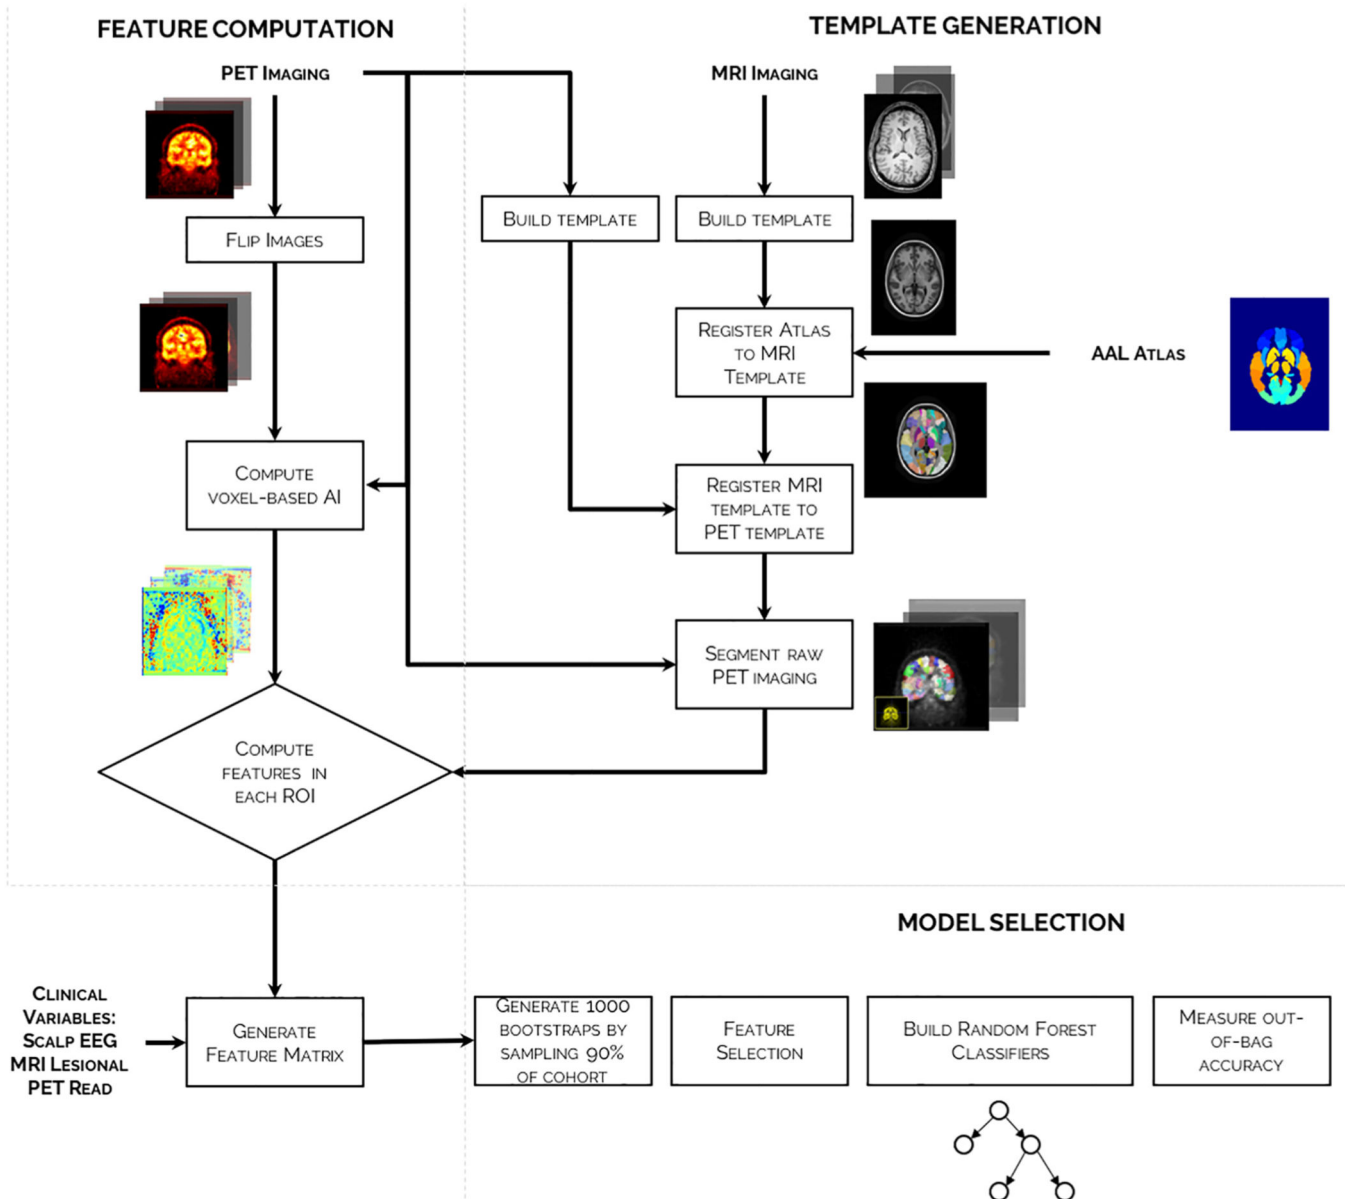 FEATURE COMPUTATION
TEMPLATE GENERATION
PET IMAGING
MRI IMAGING
FLIP IMAGES
BUILD TEMPLATE
BUILD TEMPLATE
REGISTER ATLAS
TO MRI
TEMPLATE
AAL ATLAS
COMPUTE
VOXEL-BASED AI
REGISTER MRI
TEMPLATE TO
PET TEMPLATE
SEGMENT RAW
PET IMAGING
COMPUTE
FEATURES IN
EACH ROI
MODEL SELECTION
CLINICAL
VARIABLES:
SCALP EEG
MRI LESIONAL
PET READ
GENERATE
FEATURE MATRIX
GENERATE 1000
BOOTSTRAPS BY
SAMPLING 90%
OF COHORT
FEATURE
SELECTION
BUILD RANDOM FOREST
CLASSIFIERS
MEASURE OUT-
OF-BAG
ACCURACY